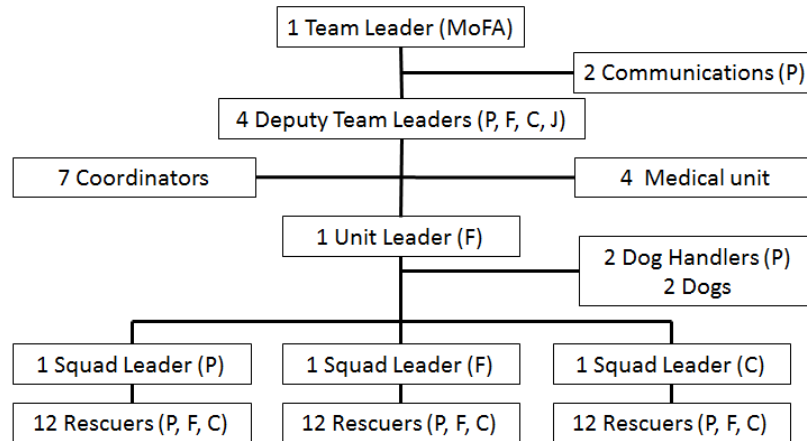 1 Team Leader (MoFA)
2 Communications (P)
4 Deputy Team Leaders (P, F, C, J)
7 Coordinators
4 Medical unit
1 Unit Leader (F)
2 Dog Handlers (P)
2 Dogs
1 Squad Leader (P)
1 Squad Leader (F)
1 Squad Leader (C)
12 Rescuers (P, F, C)
12 Rescuers (P, F, C)
12 Rescuers (P, F, C)